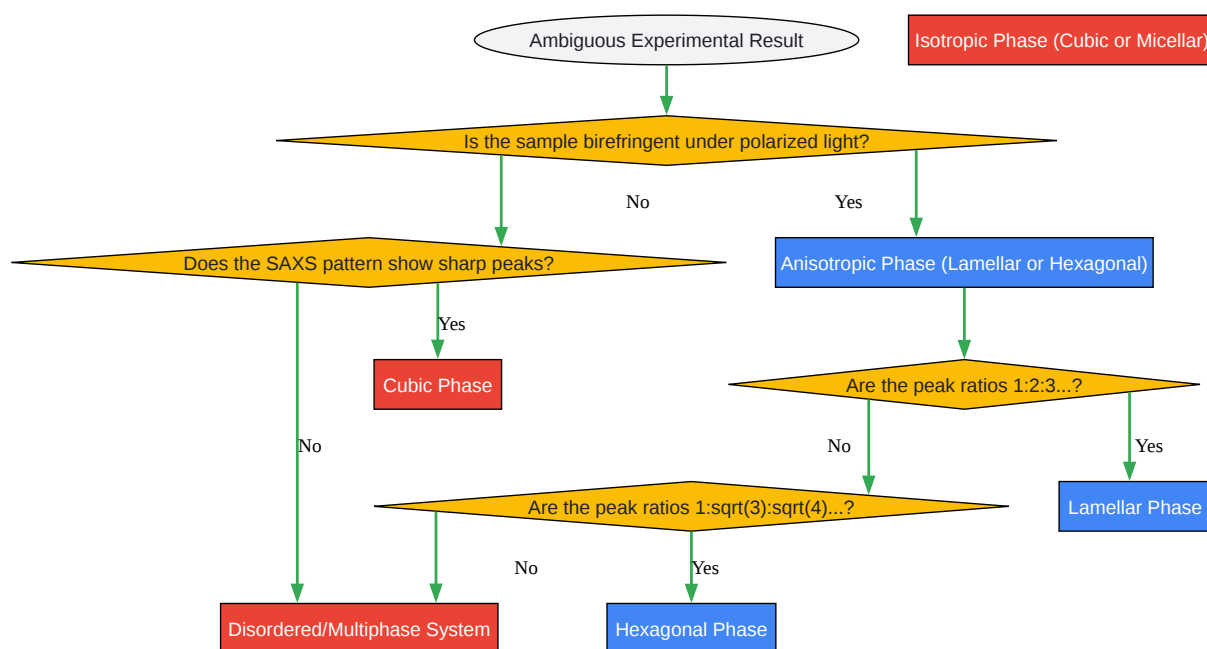 Ambiguous Experimental Result
Isotropic Phase (Cubic or Micellar)
Is the sample birefringent under polarized light?
No
Yes
Does the SAXS pattern show sharp peaks?
Anisotropic Phase (Lamellar or Hexagonal)
Yes
Cubic Phase
Are the peak ratios 1:2:3...?
No
No
Yes
Are the peak ratios 1:sqrt(3):sqrt(4)...?
Lamellar Phase
No
Yes
Disordered/Multiphase System
Hexagonal Phase